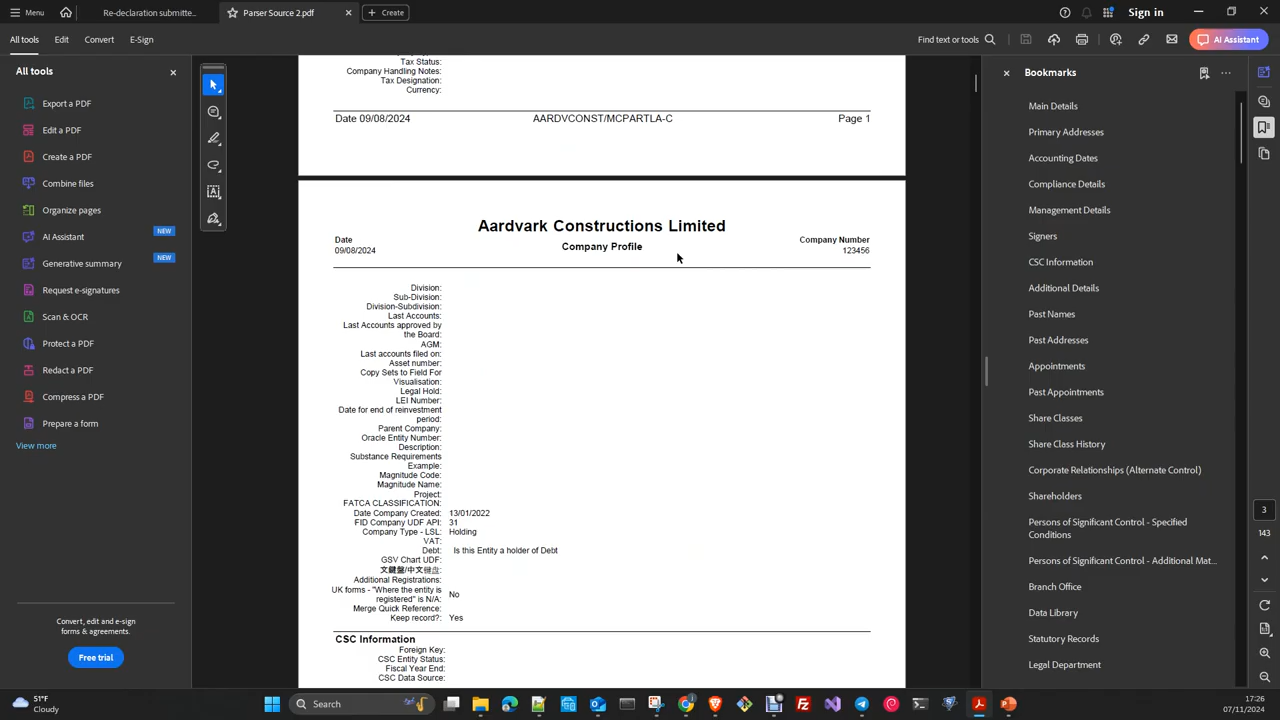 Menu
Re-declaration submitte...
Parser Source 2.pdf
Create
Sign in
All tools
Edit
Convert
E-Sign
Find text or tools
AI Assistant
All tools
Export a PDF
Edit a PDF
Create a PDF
Combine files
Organize pages
AI Assistant
NEW
Generative summary
NEW
Request e-signatures
Scan & OCR
Protect a PDF
Redact a PDF
Compress a PDF
Prepare a form
View more
Convert, edit and e-sign
forms & agreements.
Free trial
Tax Status:
Company Handling Notes:
Tax Designation:
Currency:
Date 09/08/2024 AARDVCONST/MCPARTLA-C Page 1
Aardvark Constructions Limited
Date Company Profile Company Number
09/08/2024 123456
Division:
Sub-Division:
Division-Subdivision:
Last Accounts:
Last Accounts approved by
the Board:
AGM:
Last accounts filed on:
Asset number:
Copy Sets to Field For
Visualisation:
Legal Hold:
LEI Number:
Date for end of reinvestment
period:
Parent Company:
Oracle Entity Number:
Description:
Substance Requirements
Example:
Magnitude Code:
Magnitude Name:
Project:
FATCA CLASSIFICATION:
Date Company Created: 13/01/2022
FID Company UDF API: 31
Company Type - LSL: Holding
VAT:
Debt: Is this Entity a holder of Debt
GSV Chart UDF:
文鍵盤/中文键盘:
Additional Registrations:
UK forms - "Where the entity is
registered" is N/A: No
Merge Quick Reference:
Keep record?: Yes
CSC Information
Foreign Key:
CSC Entity Status:
Fiscal Year End:
CSC Data Source:
Bookmarks
Main Details
Primary Addresses
Accounting Dates
Compliance Details
Management Details
Signers
CSC Information
Additional Details
Past Names
Past Addresses
Appointments
Past Appointments
Share Classes
Share Class History
Corporate Relationships (Alternate Control)
Shareholders
Persons of Significant Control - Specified
Conditions
Persons of Significant Control - Additional Mat...
Branch Office
Data Library
Statutory Records
Legal Department
3
143
51°F
Cloudy
Search
17:26
07/11/2024